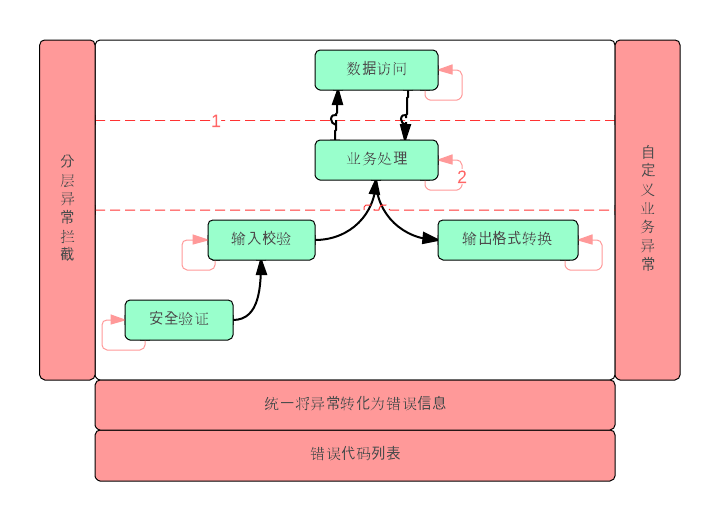 数据访问
1
业务处理
2
分层异常拦截
自定义业务异常
输入校验
输出格式转换
安全验证
统一将异常转化为错误信息
错误代码列表